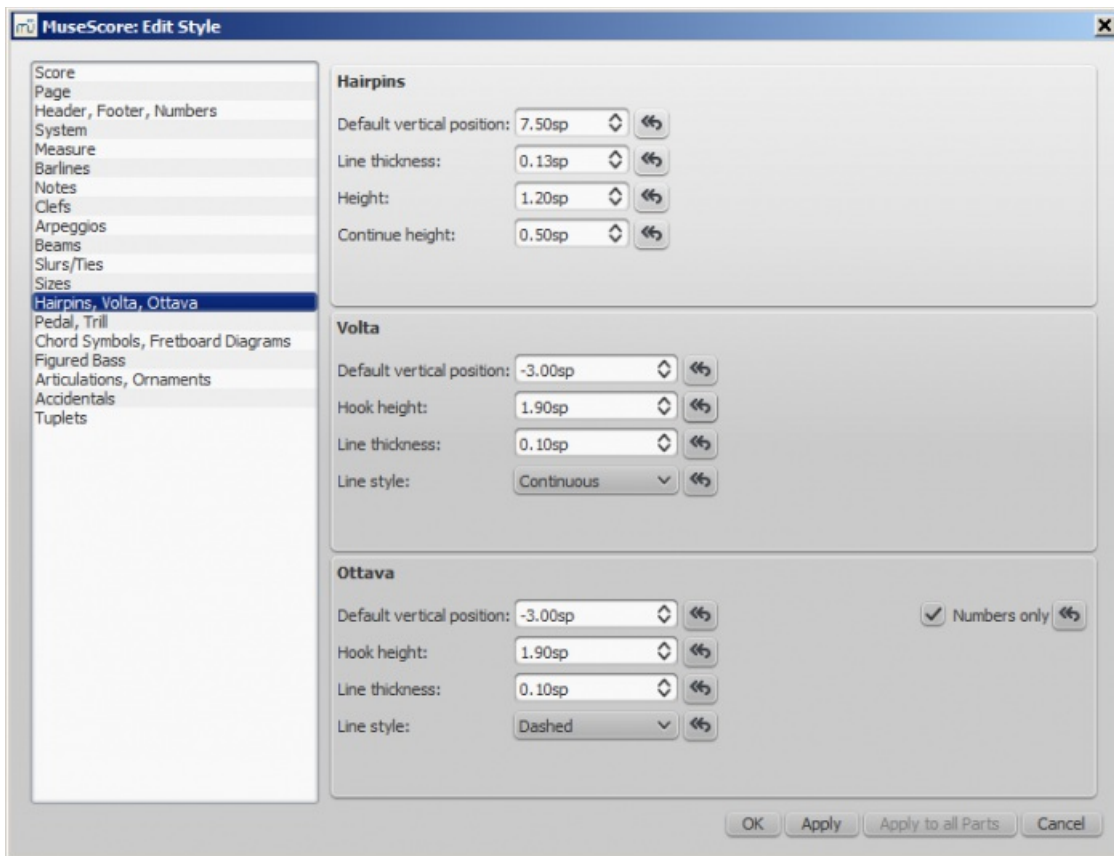 MuseScore: Edit Style
Score
Page
Header, Footer, Numbers
System
Measure
Barlines
Notes
Clefs
Arpeggios
Beams
Slurs/Ties
Sizes
Hairpins, Volta, Ottava
Pedal, Trill
Chord Symbols, Fretboard Diagrams
Figured Bass
Articulations, Ornaments
Accidentals
Tuplets
Hairpins
Default vertical position: 7.50sp
Line thickness: 0.13sp
Height: 1.20sp
Continue height: 0.50sp
Volta
Default vertical position: -3.00sp
Hook height: 1.90sp
Line thickness: 0.10sp
Line style: Continuous
Ottava
Default vertical position: -3.00sp Numbers only
Hook height: 1.90sp
Line thickness: 0.10sp
Line style: Dashed
OK Apply Apply to all Parts Cancel